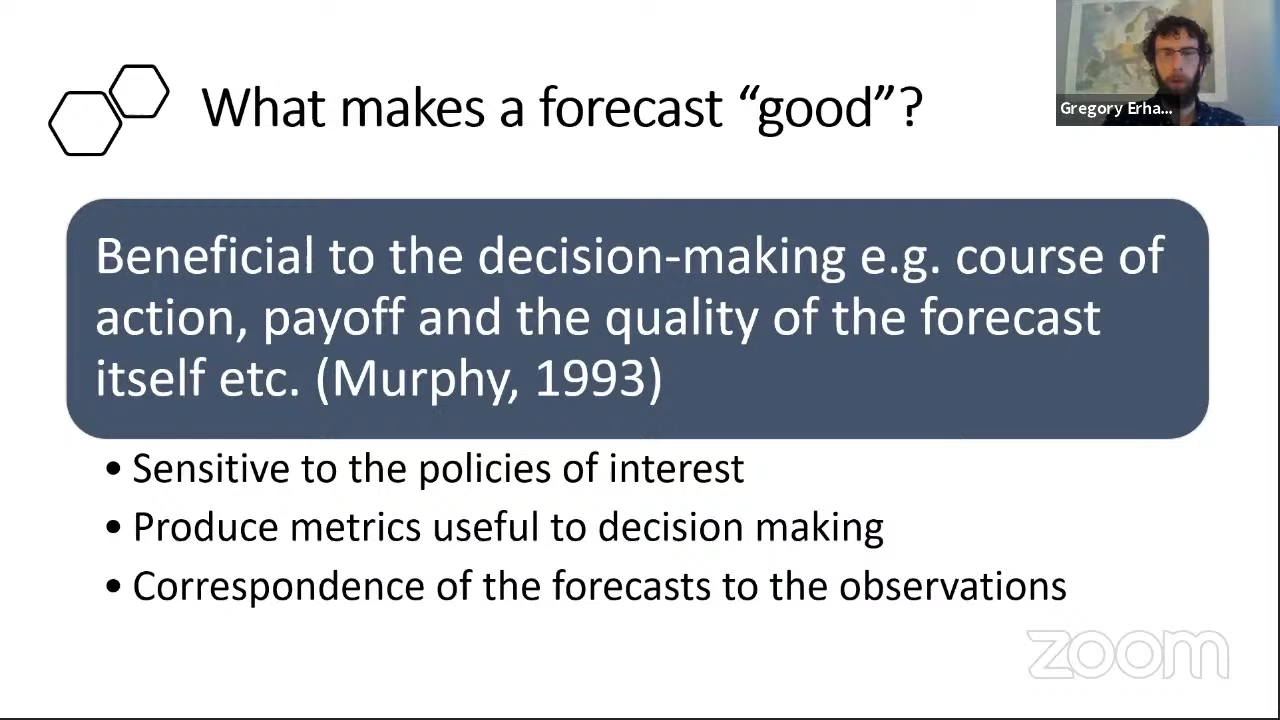 What makes a forecast “good”?
Gregory Erha...
Beneficial to the decision-making e.g. course of
action, payoff and the quality of the forecast
itself etc. (Murphy, 1993)
• Sensitive to the policies of interest
• Produce metrics useful to decision making
• Correspondence of the forecasts to the observations
zoom